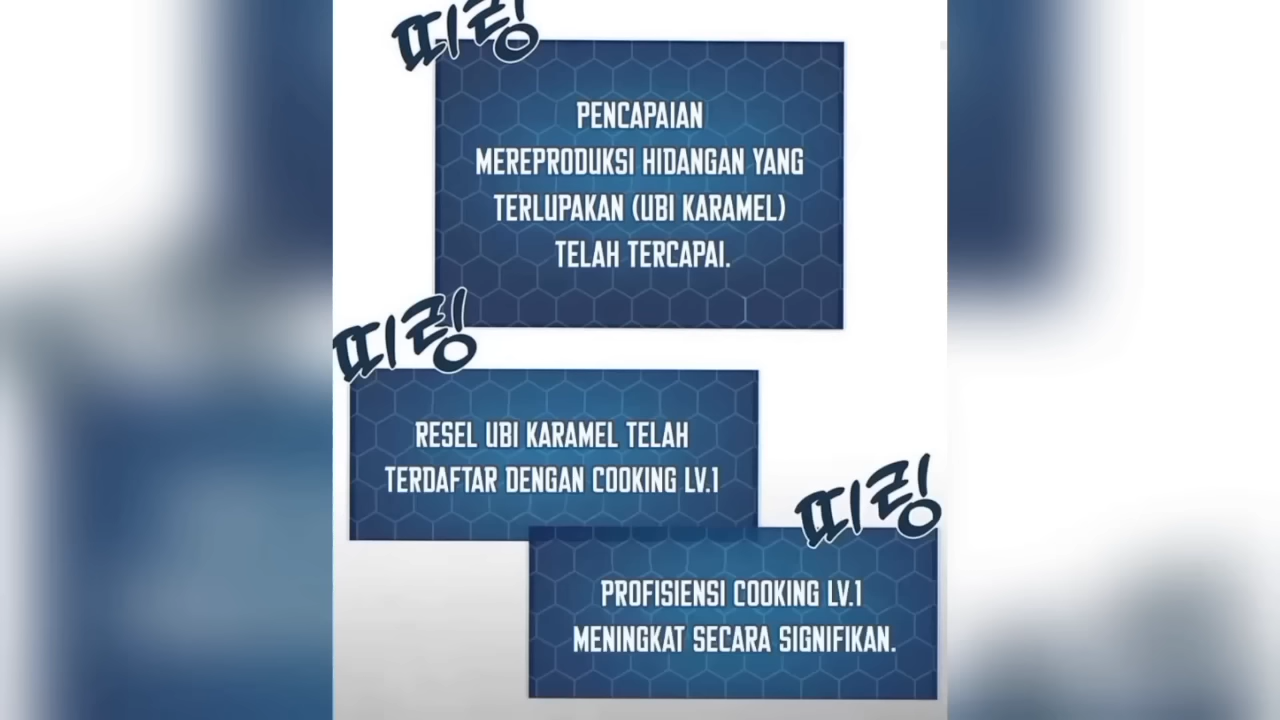 띠링
PENCAPAIAN
MEREPRODUKSI HIDANGAN YANG
TERLUPAKAN (UBI KARAMEL)
TELAH TERCAPAI.
띠링
RESEL UBI KARAMEL TELAH
TERDAFTAR DENGAN COOKING LV.1
띠링
PROFISIENSI COOKING LV.1
MENINGKAT SECARA SIGNIFIKAN.